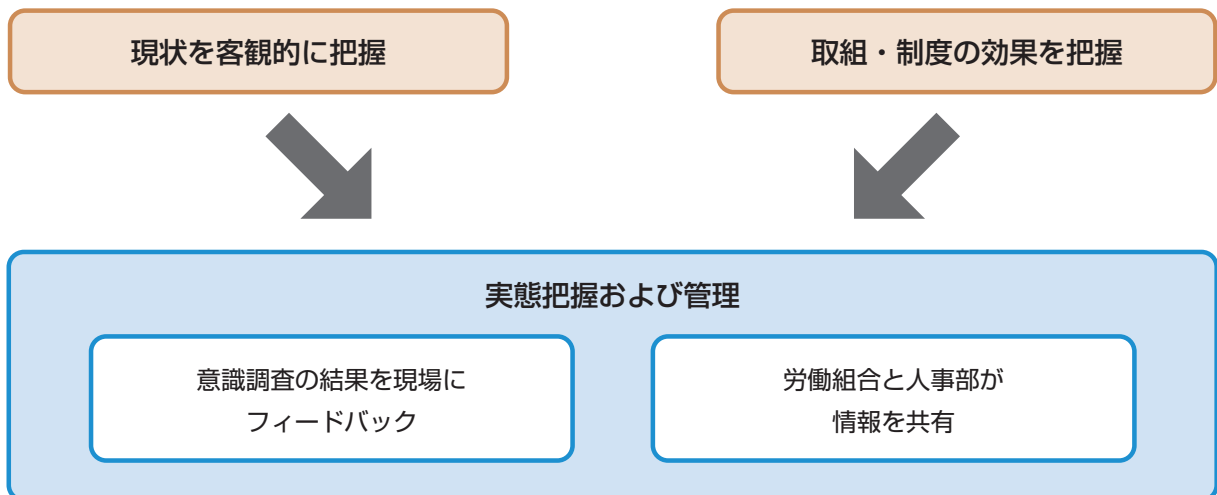 現状を客観的に把握
取組・制度の効果を把握
実態把握および管理
意識調査の結果を現場に
フィードバック
労働組合と人事部が
情報を共有